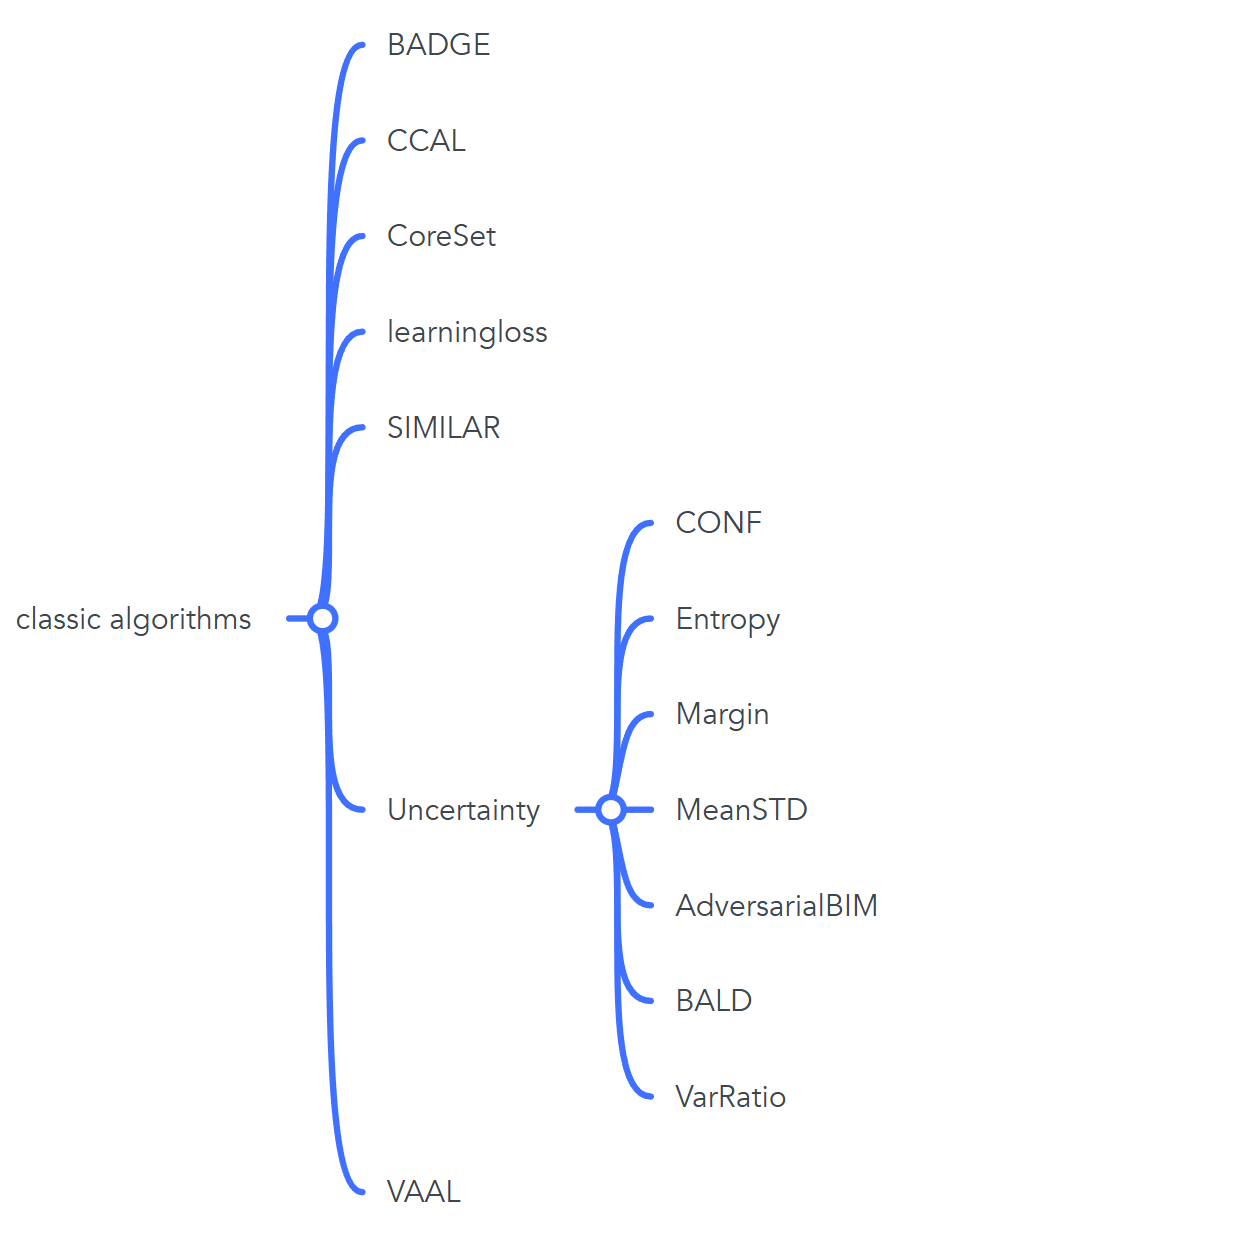 BADGE
CCAL
CoreSet
learningloss
SIMILAR
CONF
classic algorithms
Entropy
Margin
Uncertainty
MeanSTD
AdversarialBIM
BALD
VarRatio
VAAL